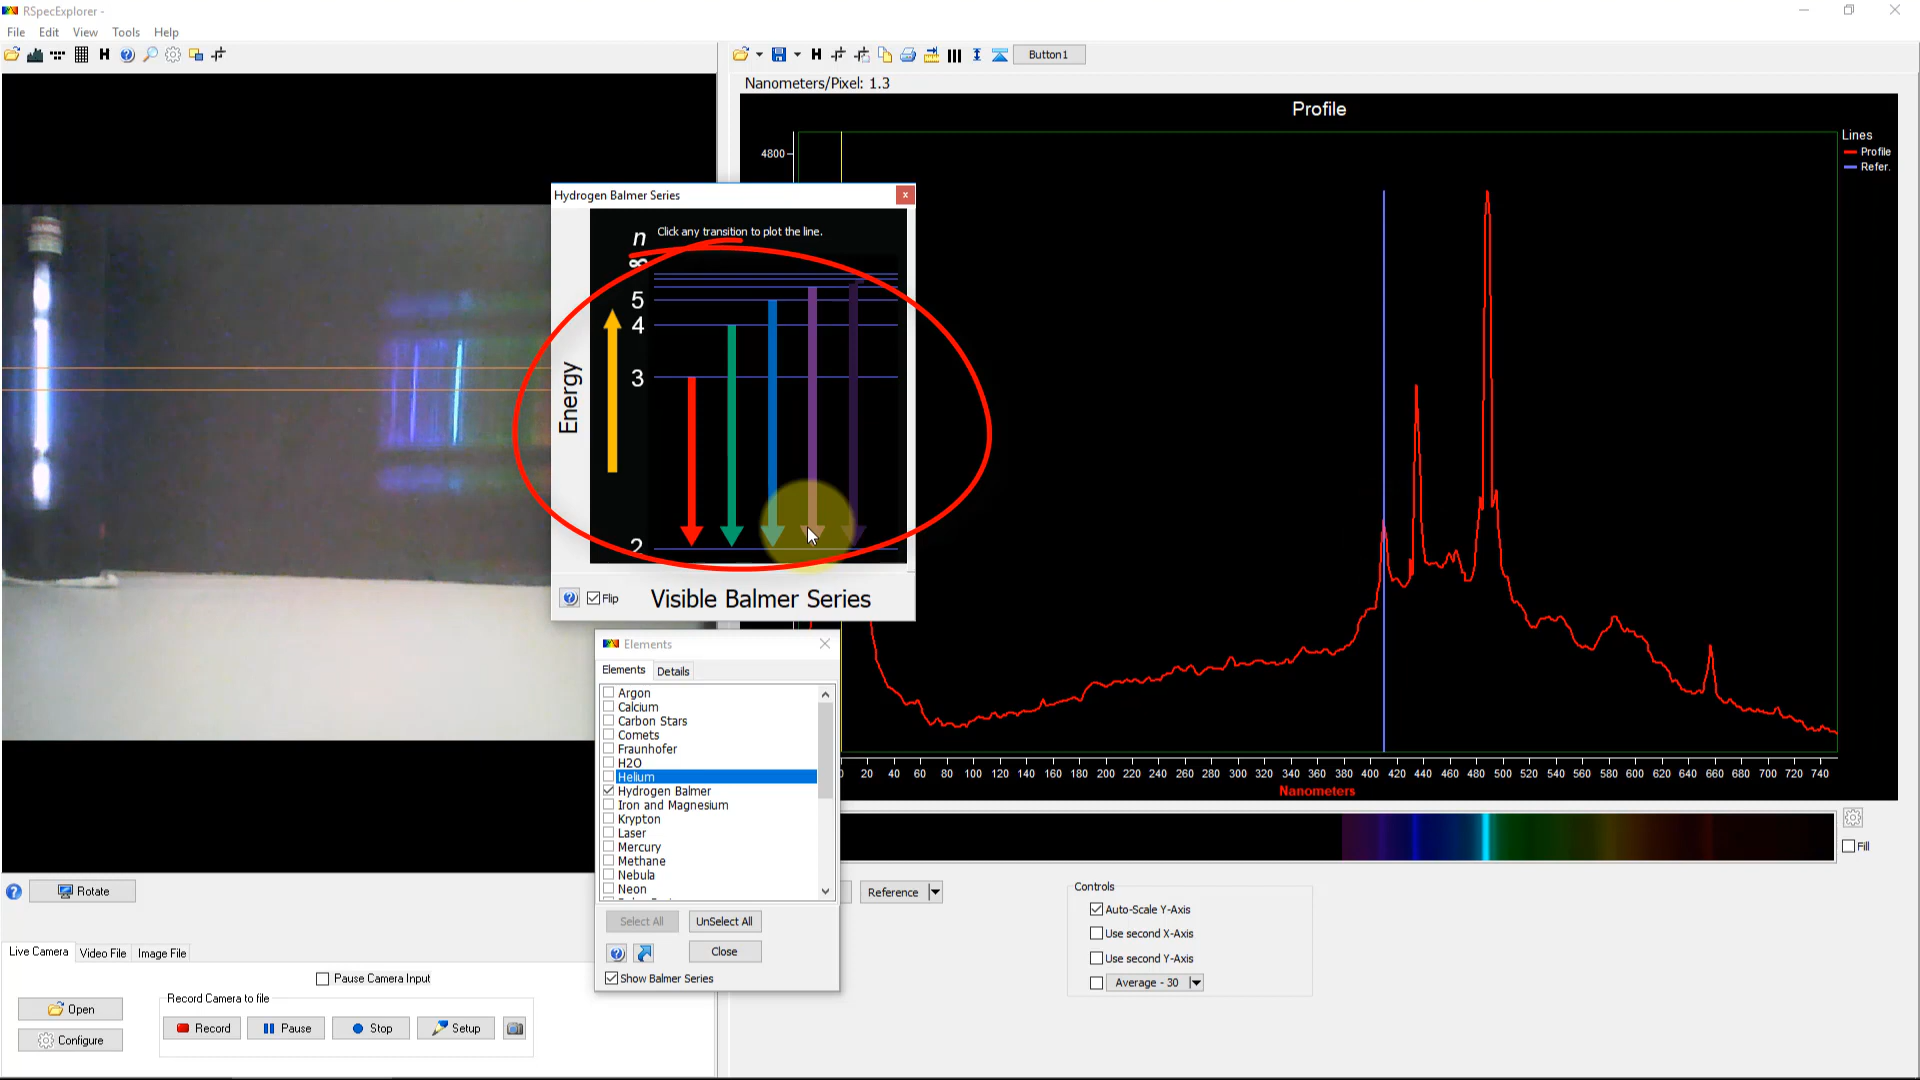 RSpecExplorer -
File Edit View Tools Help
Button1
Nanometers/Pixel: 1.3
Profile
4800
Lines
Profile
Refer.
Hydrogen Balmer Series
Click any transition to plot the line.
n
∞
5
4
3
2
Energy
Flip
Visible Balmer Series
0 20 40 60 80 100 120 140 160 180 200 220 240 260 280 300 320 340 360 380 400 420 440 460 480 500 520 540 560 580 600 620 640 660 680 700 720 740
Nanometers
Elements
Elements Details
Argon
Calcium
Carbon Stars
Comets
Fraunhofer
H2O
Helium
Hydrogen Balmer
Iron and Magnesium
Krypton
Laser
Mercury
Methane
Nebula
Neon
Select All UnSelect All
Close
Show Balmer Series
Fill
Reference
Controls
Auto-Scale Y-Axis
Use second X-Axis
Use second Y-Axis
Average - 30
Rotate
Live Camera Video File Image File
Pause Camera Input
Open
Configure
Record Camera to file
Record Pause Stop Setup